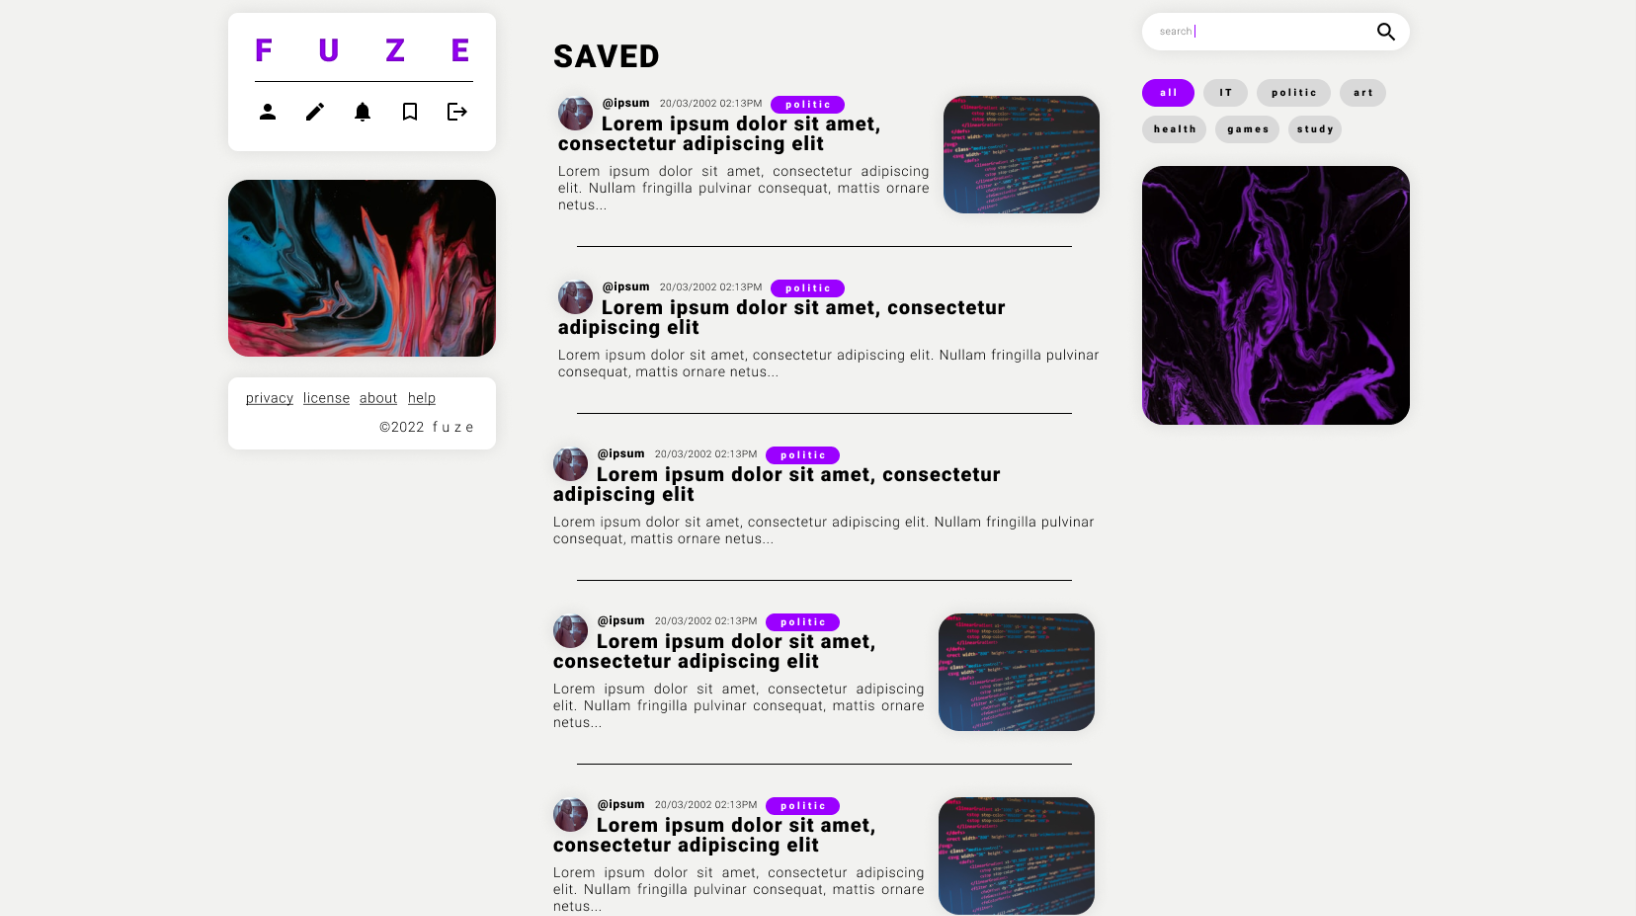 F U Z E
privacy license about help
©2022 fuze
SAVED
@ipsum 20/03/2002 02:13PM politic
Lorem ipsum dolor sit amet,
consectetur adipiscing elit
Lorem ipsum dolor sit amet, consectetur adipiscing
elit. Nullam fringilla pulvinar consequat, mattis ornare
netus...
@ipsum 20/03/2002 02:13PM politic
Lorem ipsum dolor sit amet, consectetur
adipiscing elit
Lorem ipsum dolor sit amet, consectetur adipiscing elit. Nullam fringilla pulvinar
consequat, mattis ornare netus...
@ipsum 20/03/2002 02:13PM politic
Lorem ipsum dolor sit amet, consectetur
adipiscing elit
Lorem ipsum dolor sit amet, consectetur adipiscing elit. Nullam fringilla pulvinar
consequat, mattis ornare netus...
@ipsum 20/03/2002 02:13PM politic
Lorem ipsum dolor sit amet,
consectetur adipiscing elit
Lorem ipsum dolor sit amet, consectetur adipiscing
elit. Nullam fringilla pulvinar consequat, mattis ornare
netus...
@ipsum 20/03/2002 02:13PM politic
Lorem ipsum dolor sit amet,
consectetur adipiscing elit
Lorem ipsum dolor sit amet, consectetur adipiscing
elit. Nullam fringilla pulvinar consequat, mattis ornare
netus...
search
all IT politic art
health games study